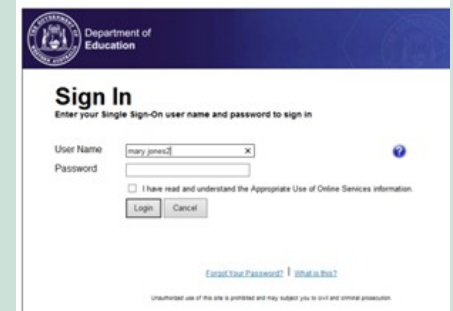 Department of
Education
Sign In
Enter your Single Sign-On user name and password to sign in
User Name
mary jones2
Password
I have read and understand the Appropriate Use of Online Services information.
Login Cancel
Forgot Your Password? | What is this?
Unauthorized use of this site is prohibited and may subject you to civil and criminal prosecution.